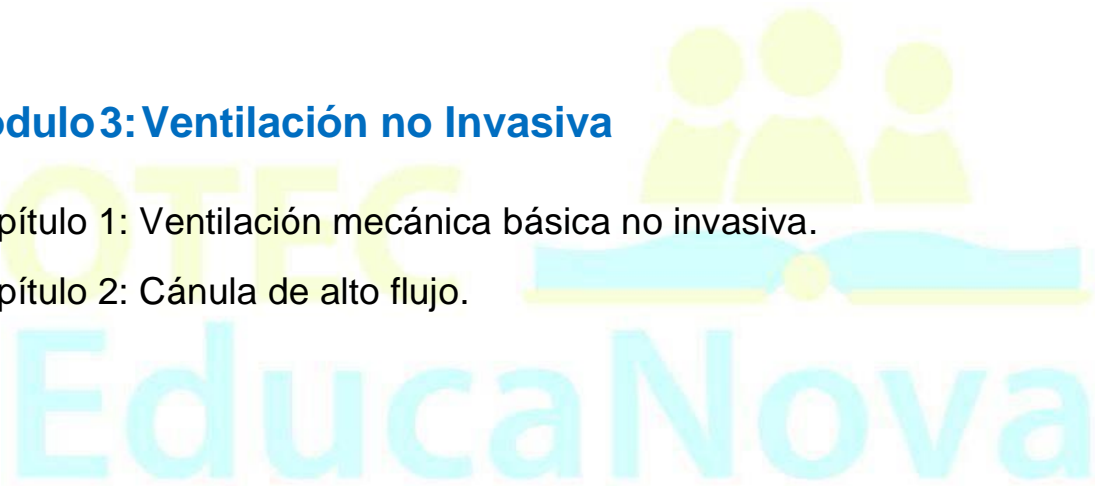 odulo 3: Ventilación no Invasiva
pítulo 1: Ventilación mecánica básica no invasiva.
OTEC
pítulo 2: Cánula de alto flujo.
EducaNova